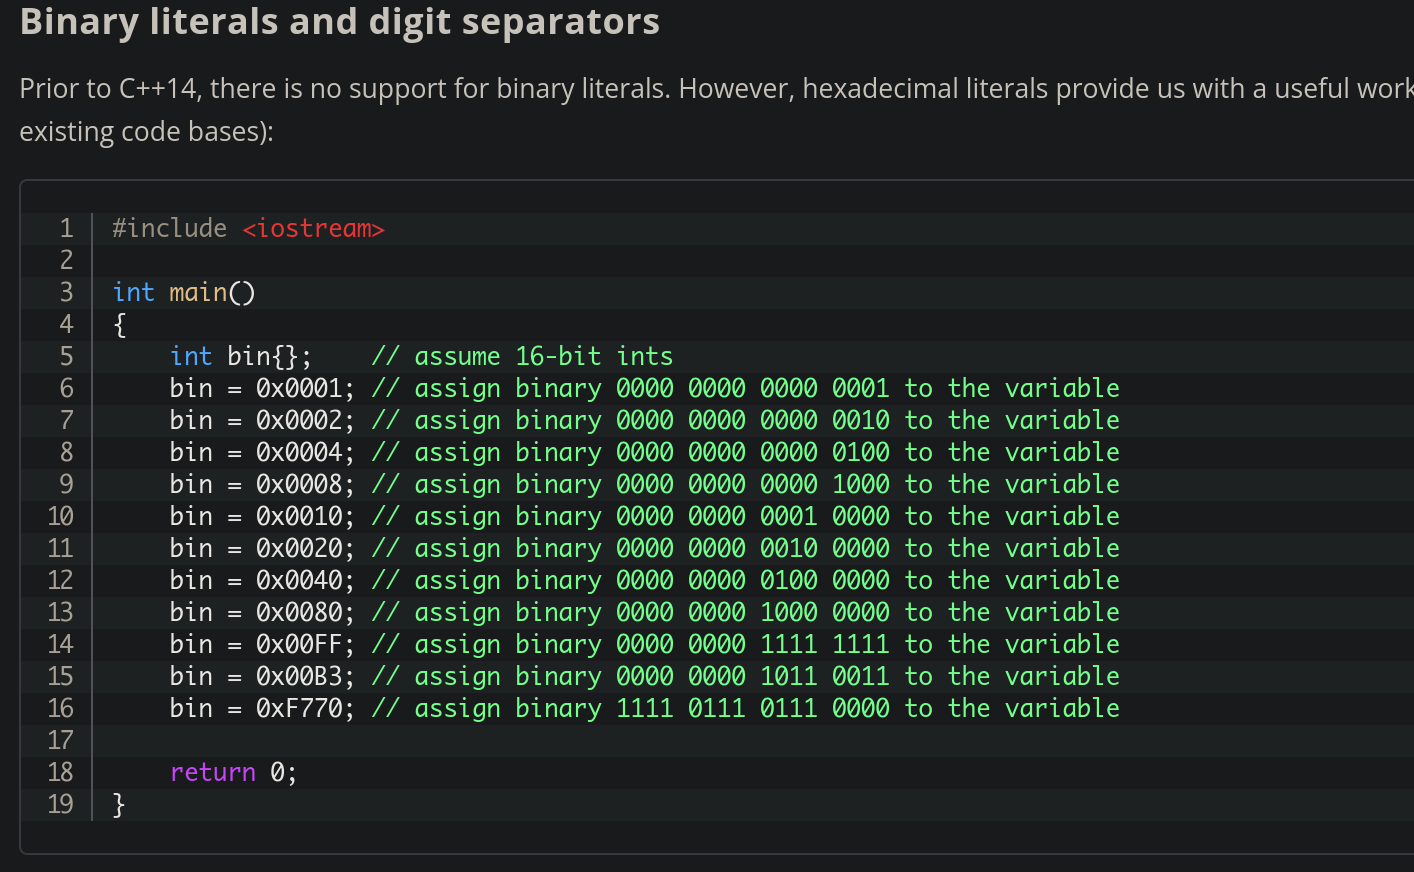 Binary literals and digit separators
Prior to C++14, there is no support for binary literals. However, hexadecimal literals provide us with a useful work
existing code bases):
1 #include <iostream>
2
3 int main()
4 {
5     int bin{};    // assume 16-bit ints
6     bin = 0x0001; // assign binary 0000 0000 0000 0001 to the variable
7     bin = 0x0002; // assign binary 0000 0000 0000 0010 to the variable
8     bin = 0x0004; // assign binary 0000 0000 0000 0100 to the variable
9     bin = 0x0008; // assign binary 0000 0000 0000 1000 to the variable
10     bin = 0x0010; // assign binary 0000 0000 0001 0000 to the variable
11     bin = 0x0020; // assign binary 0000 0000 0010 0000 to the variable
12     bin = 0x0040; // assign binary 0000 0000 0100 0000 to the variable
13     bin = 0x0080; // assign binary 0000 0000 1000 0000 to the variable
14     bin = 0x00FF; // assign binary 0000 0000 1111 1111 to the variable
15     bin = 0x00B3; // assign binary 0000 0000 1011 0011 to the variable
16     bin = 0xF770; // assign binary 1111 0111 0111 0000 to the variable
17
18     return 0;
19 }